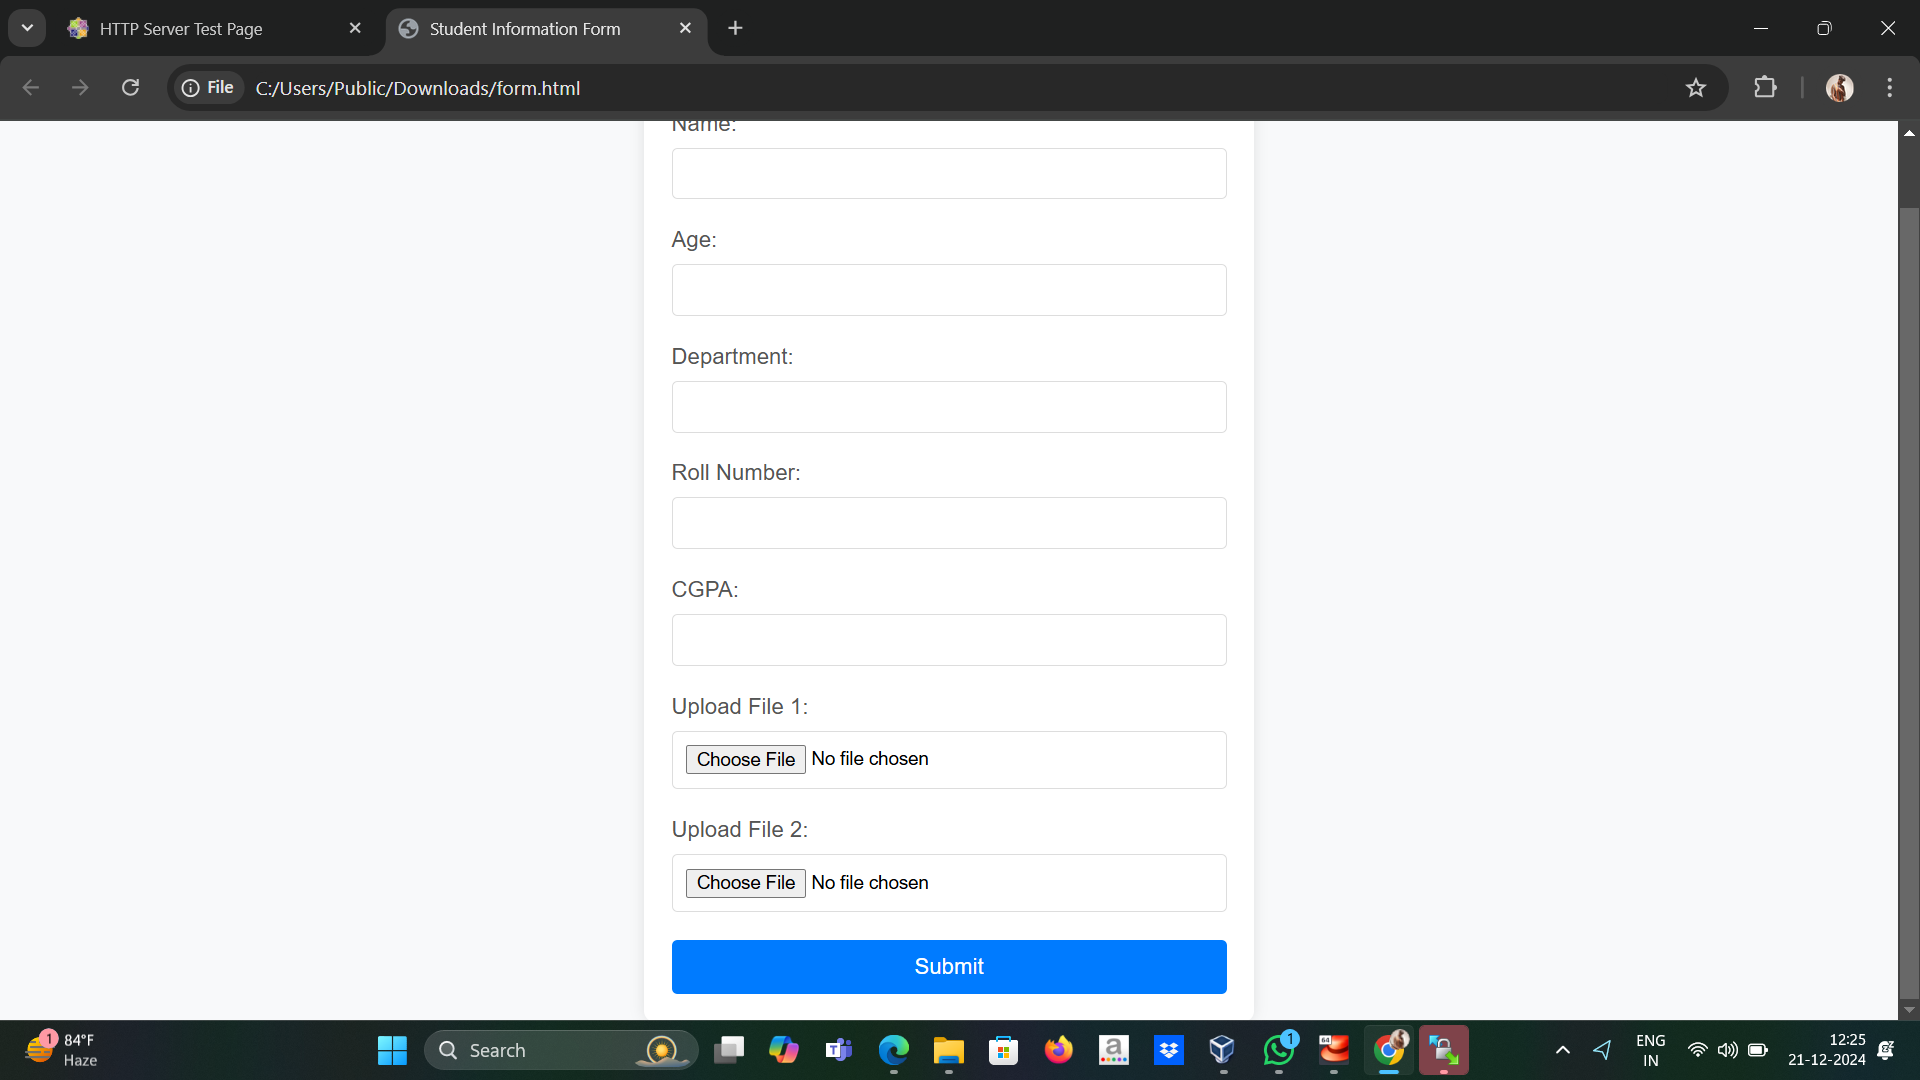 HTTP Server Test Page
Student Information Form
File
C:/Users/Public/Downloads/form.html
Name:
Age:
Department:
Roll Number:
CGPA:
Upload File 1:
Choose File No file chosen
Upload File 2:
Choose File No file chosen
Submit
1
84°F
Haze
Search
T
a
1
64
ENG
IN
12:25
21-12-2024